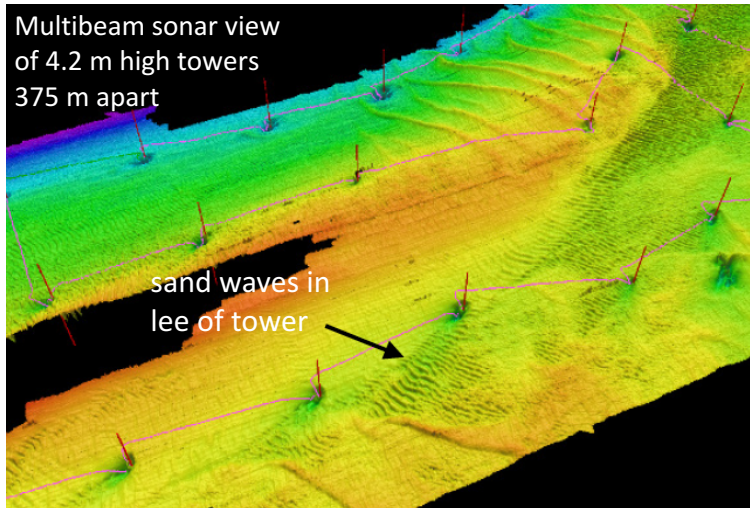 Multibeam sonar view
of 4.2 m high towers
375 m apart
sand waves in
lee of tower